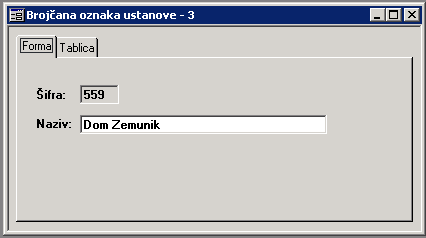 Brojčana oznaka ustanove - 3
Forma Tablica
Šifra: 559
Naziv: Dom Zemunik